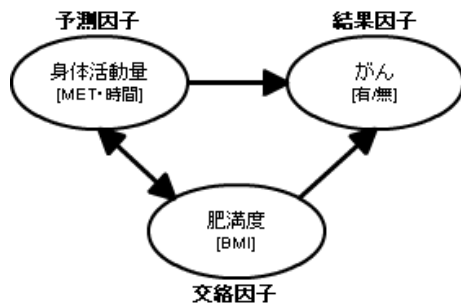 予測因子
結果因子
身体活動量
[MET・時間]
がん
[有/無]
肥満度
[BMI]
交絡因子